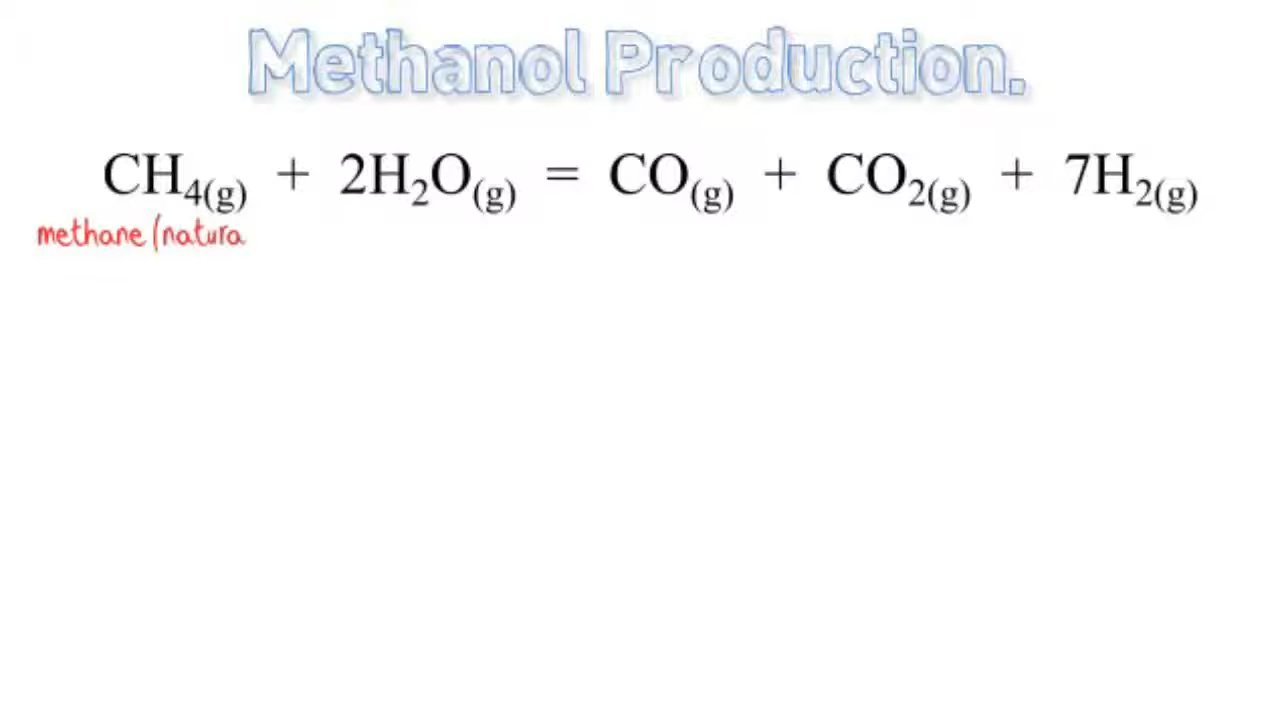 Methanol Production.
CH₄(g) + 2H₂O(g) = CO(g) + CO₂(g) + 7H₂(g)
methane (natura